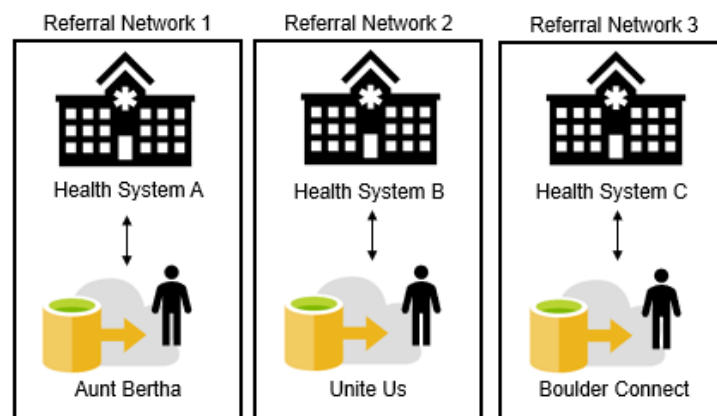 Referral Network 1
Referral Network 2
Referral Network 3
Health System A
Health System B
Health System C
Aunt Bertha
Unite Us
Boulder Connect